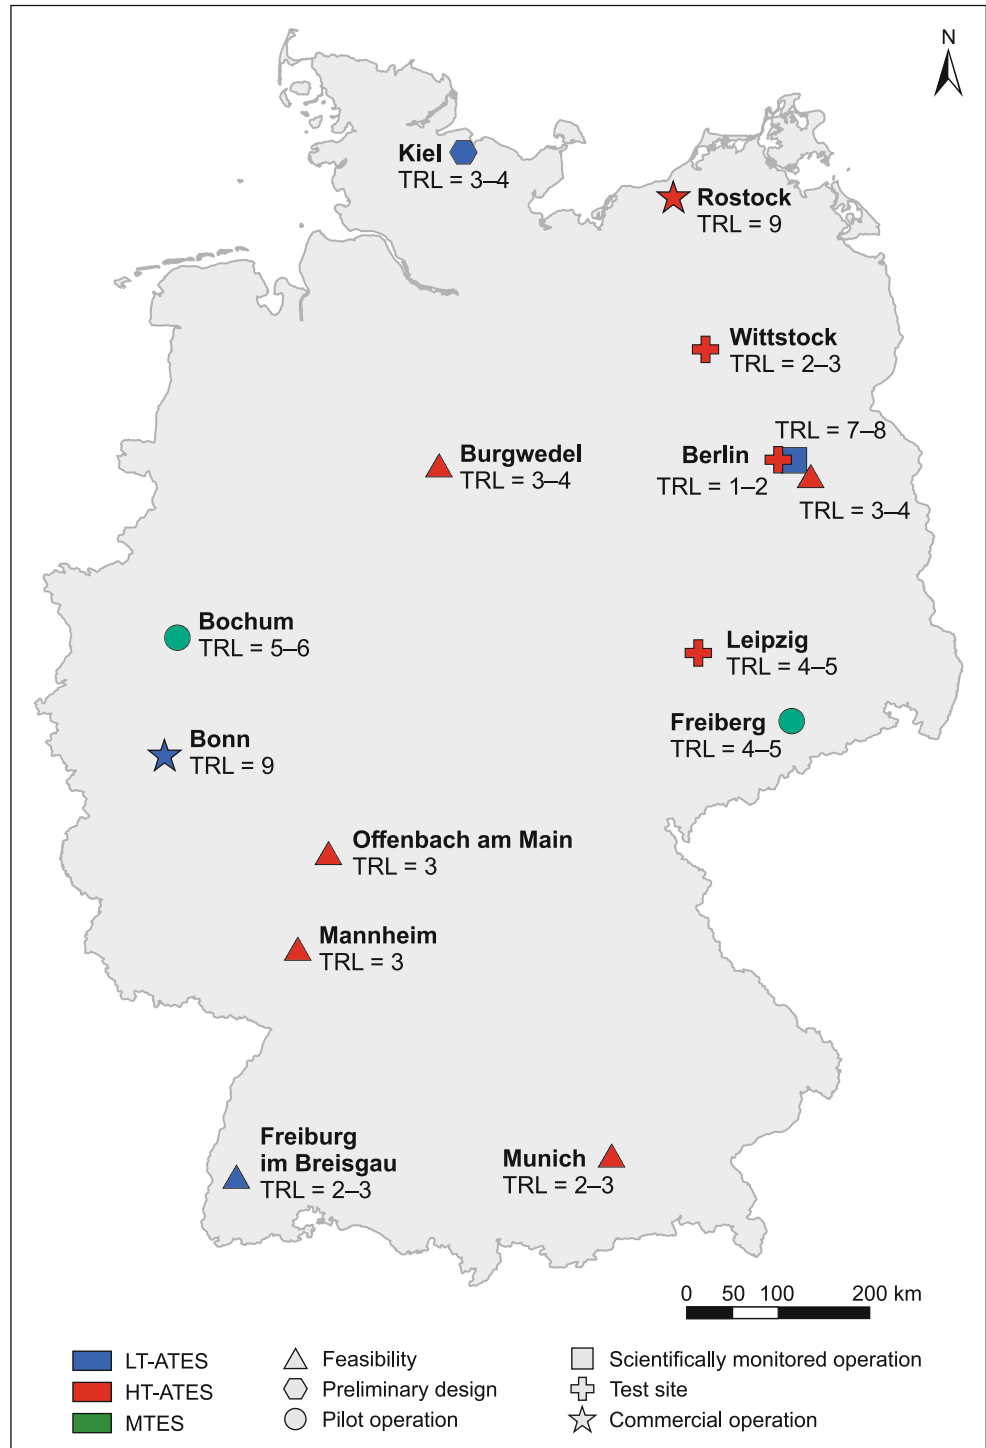 N
Kiel
TRL = 3–4
Rostock
TRL = 9
Wittstock
TRL = 2–3
TRL = 7–8
Berlin
TRL = 1–2
TRL = 3–4
Burgwedel
TRL = 3–4
Bochum
TRL = 5–6
Leipzig
TRL = 4–5
Freiberg
TRL = 4–5
Bonn
TRL = 9
Offenbach am Main
TRL = 3
Mannheim
TRL = 3
Freiburg
im Breisgau
TRL = 2–3
Munich
TRL = 2–3
0 50 100 200 km
LT-ATES
HT-ATES
MTES
Feasibility
Preliminary design
Pilot operation
Scientifically monitored operation
Test site
Commercial operation